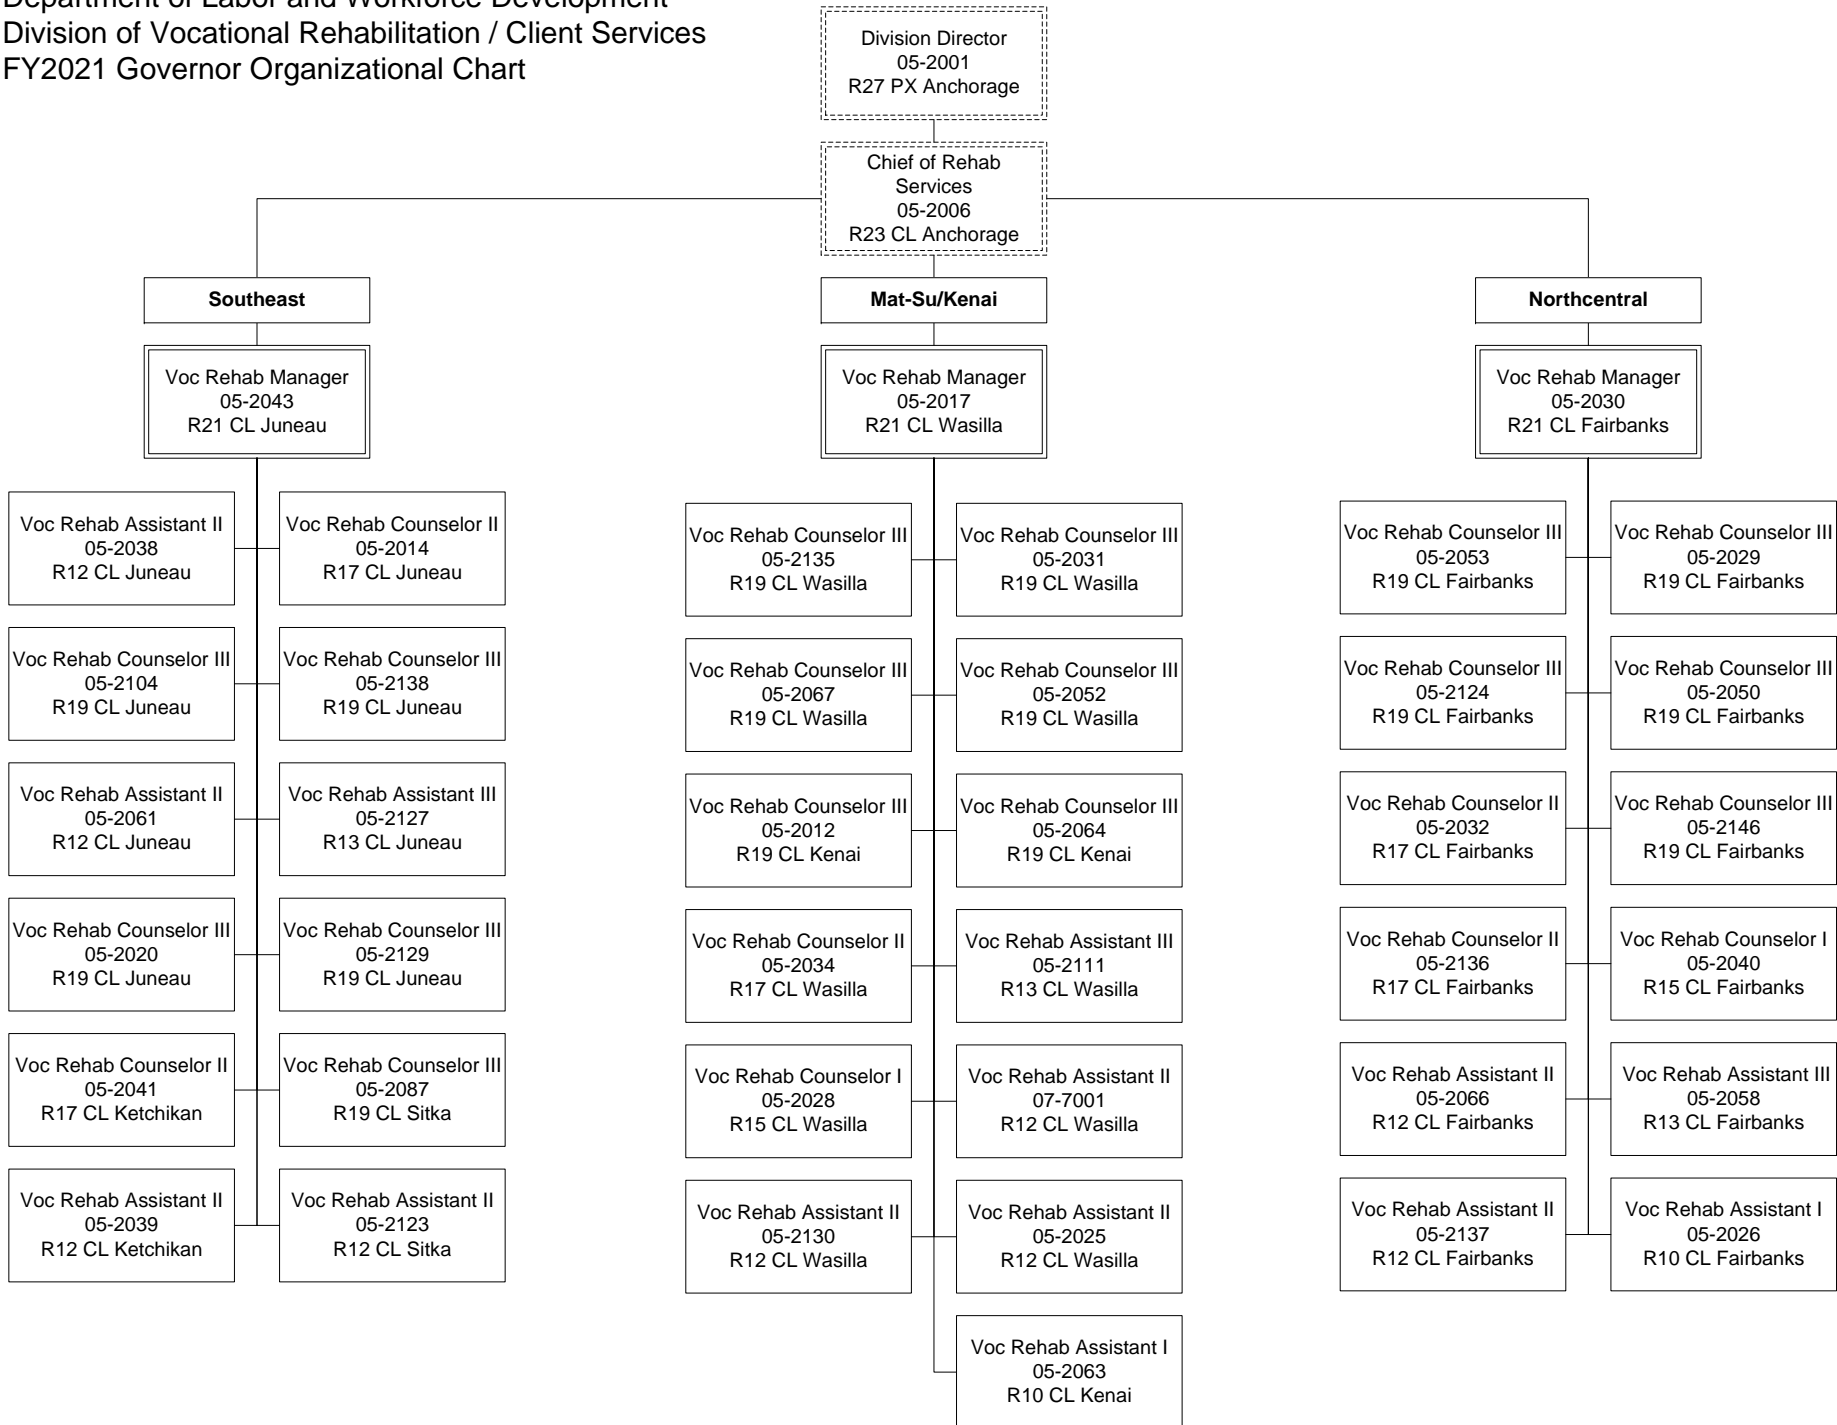 Department of Labor and Workforce Development
Division of Vocational Rehabilitation / Client Services
FY2021 Governor Organizational Chart
Division Director
05-2001
R27 PX Anchorage
Chief of Rehab
Services
05-2006
R23 CL Anchorage
Southeast
Voc Rehab Manager
05-2043
R21 CL Juneau
Voc Rehab Assistant II
05-2038
R12 CL Juneau
Voc Rehab Counselor II
05-2014
R17 CL Juneau
Voc Rehab Counselor III
05-2104
R19 CL Juneau
Voc Rehab Counselor III
05-2138
R19 CL Juneau
Voc Rehab Assistant II
05-2061
R12 CL Juneau
Voc Rehab Assistant III
05-2127
R13 CL Juneau
Voc Rehab Counselor III
05-2020
R19 CL Juneau
Voc Rehab Counselor III
05-2129
R19 CL Juneau
Voc Rehab Counselor II
05-2041
R17 CL Ketchikan
Voc Rehab Counselor III
05-2087
R19 CL Sitka
Voc Rehab Assistant II
05-2039
R12 CL Ketchikan
Voc Rehab Assistant II
05-2123
R12 CL Sitka
Mat-Su/Kenai
Voc Rehab Manager
05-2017
R21 CL Wasilla
Voc Rehab Counselor III
05-2135
R19 CL Wasilla
Voc Rehab Counselor III
05-2031
R19 CL Wasilla
Voc Rehab Counselor III
05-2067
R19 CL Wasilla
Voc Rehab Counselor III
05-2052
R19 CL Wasilla
Voc Rehab Counselor III
05-2012
R19 CL Kenai
Voc Rehab Counselor III
05-2064
R19 CL Kenai
Voc Rehab Counselor II
05-2034
R17 CL Wasilla
Voc Rehab Assistant III
05-2111
R13 CL Wasilla
Voc Rehab Counselor I
05-2028
R15 CL Wasilla
Voc Rehab Assistant II
07-7001
R12 CL Wasilla
Voc Rehab Assistant II
05-2130
R12 CL Wasilla
Voc Rehab Assistant II
05-2025
R12 CL Wasilla
Voc Rehab Assistant I
05-2063
R10 CL Kenai
Northcentral
Voc Rehab Manager
05-2030
R21 CL Fairbanks
Voc Rehab Counselor III
05-2053
R19 CL Fairbanks
Voc Rehab Counselor III
05-2029
R19 CL Fairbanks
Voc Rehab Counselor III
05-2124
R19 CL Fairbanks
Voc Rehab Counselor III
05-2050
R19 CL Fairbanks
Voc Rehab Counselor II
05-2032
R17 CL Fairbanks
Voc Rehab Counselor III
05-2146
R19 CL Fairbanks
Voc Rehab Counselor II
05-2136
R17 CL Fairbanks
Voc Rehab Counselor I
05-2040
R15 CL Fairbanks
Voc Rehab Assistant II
05-2066
R12 CL Fairbanks
Voc Rehab Assistant III
05-2058
R13 CL Fairbanks
Voc Rehab Assistant II
05-2137
R12 CL Fairbanks
Voc Rehab Assistant I
05-2026
R10 CL Fairbanks